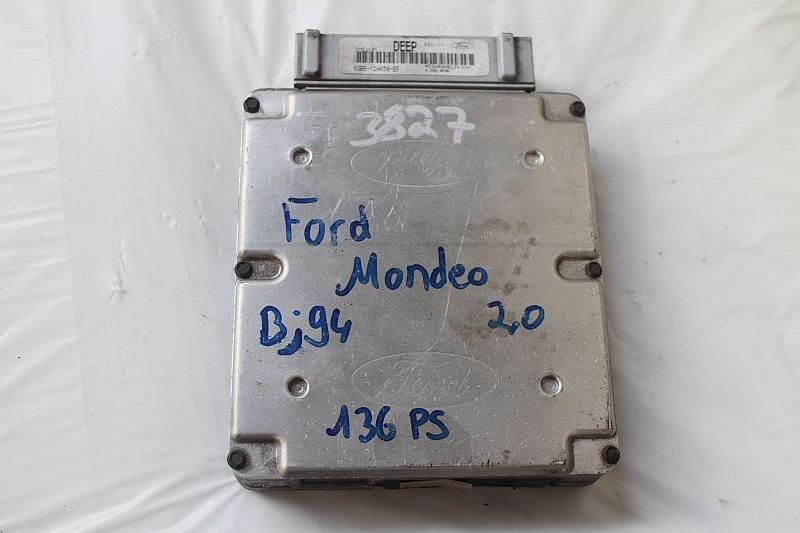 DEEP
3827
Ford
Mondeo
Bj94 2,0
136 PS